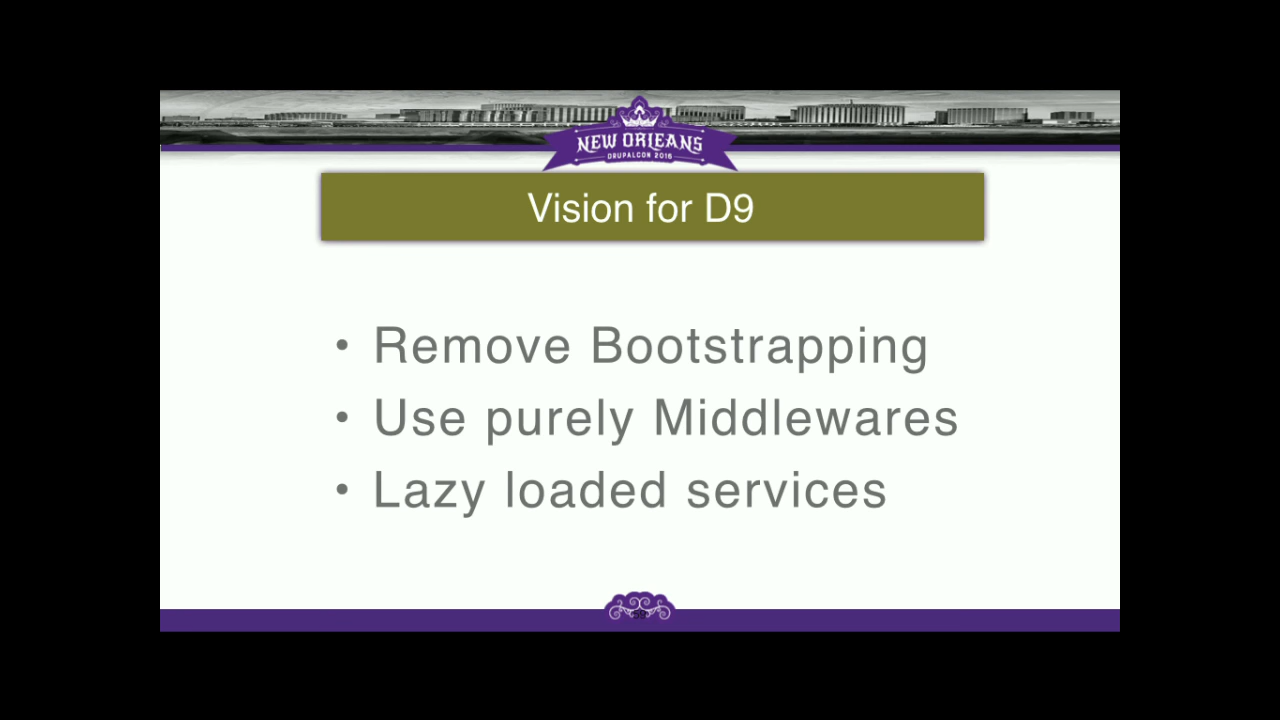 NEW ORLEANS
DRUPALCON 2016
Vision for D9
• Remove Bootstrapping
• Use purely Middlewares
• Lazy loaded services